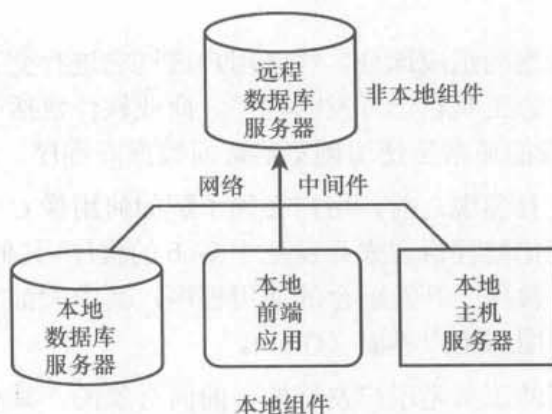 远程
数据库
服务器
非本地组件
网络 中间件
本地
数据库
服务器
本地
前端
应用
本地
主机
服务器
本地组件